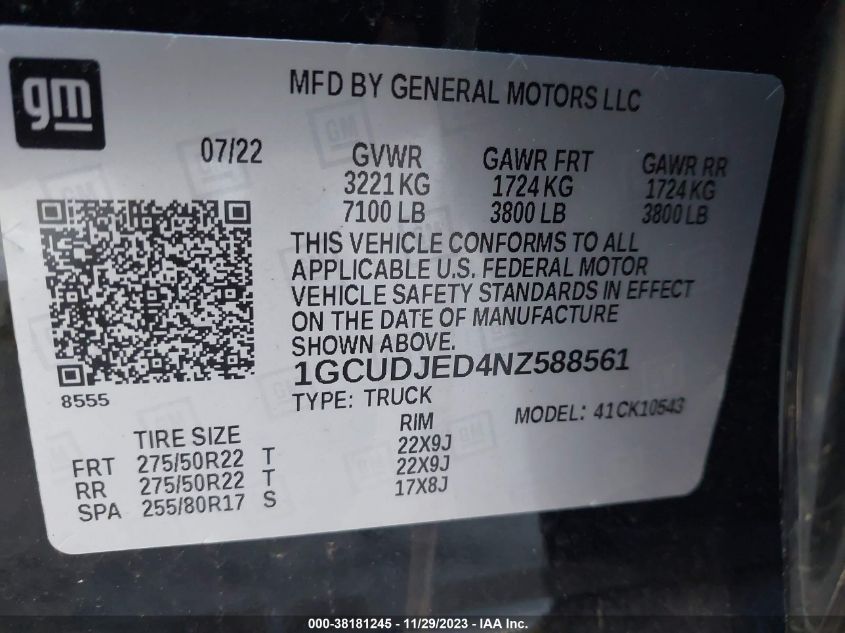 gm
MFD BY GENERAL MOTORS LLC
07/22
GVWR GAWR FRT GAWR RR
3221 KG 1724 KG 1724 KG
7100 LB 3800 LB 3800 LB
THIS VEHICLE CONFORMS TO ALL
APPLICABLE U.S. FEDERAL MOTOR
VEHICLE SAFETY STANDARDS IN EFFECT
ON THE DATE OF MANUFACTURE
SHOWN ABOVE.
1GCUDJED4NZ588561
8555
TYPE: TRUCK
MODEL: 41CK10543
TIRE SIZE RIM
FRT 275/50R22 T 22X9J
RR 275/50R22 T 22X9J
SPA 255/80R17 S 17X8J
000-38181245 - 11/29/2023 - IAA Inc.